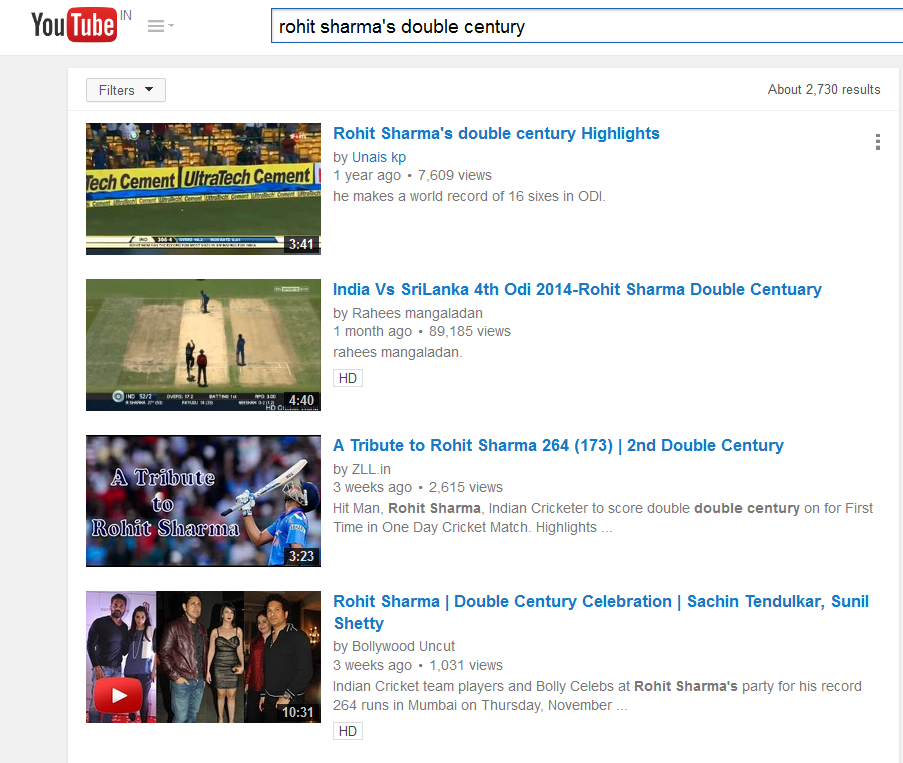 YouTube IN
rohit sharma's double century
Filters
About 2,730 results
Tech Cement UltraTech Cement
3:41
Rohit Sharma's double century Highlights
by Unais kp
1 year ago • 7,609 views
he makes a world record of 16 sixes in ODI.
IND 52/2
4:40
India Vs SriLanka 4th Odi 2014-Rohit Sharma Double Centuary
by Rahees mangaladan
1 month ago • 89,185 views
rahees mangaladan.
HD
A Tribute
to
Rohit Sharma
3:23
A Tribute to Rohit Sharma 264 (173) | 2nd Double Century
by ZLL.in
3 weeks ago • 2,615 views
Hit Man, Rohit Sharma, Indian Cricketer to score double double century on for First
Time in One Day Cricket Match. Highlights ...
10:31
Rohit Sharma | Double Century Celebration | Sachin Tendulkar, Sunil
Shetty
by Bollywood Uncut
3 weeks ago • 1,031 views
Indian Cricket team players and Bolly Celebs at Rohit Sharma's party for his record
264 runs in Mumbai on Thursday, November ...
HD